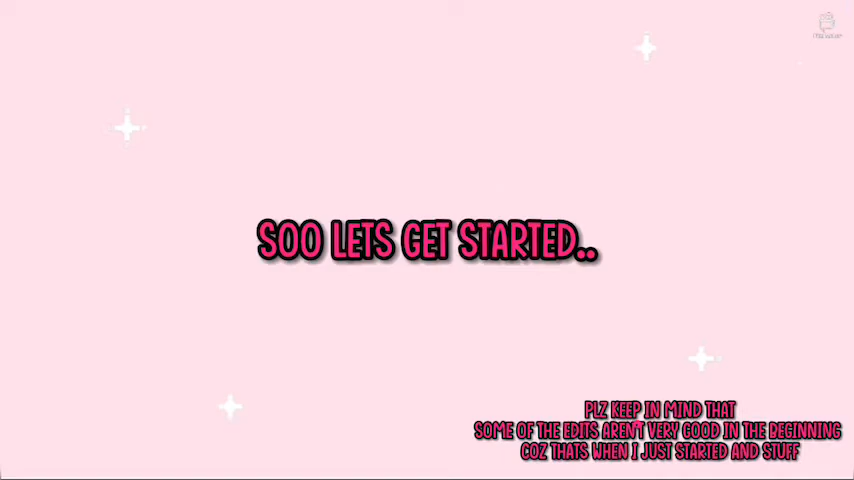 SOO LETS GET STARTED..
PLZ KEEP IN MIND THAT
SOME OF THE EDITS AREN'T VERY GOOD IN THE BEGINNING
COZ THATS WHEN I JUST STARTED AND STUFF